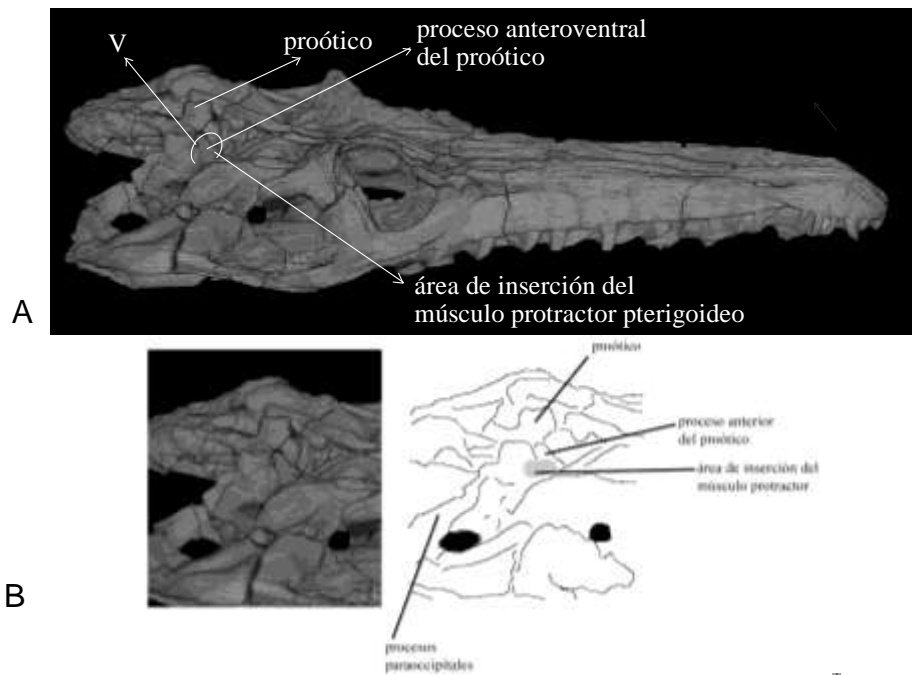 V
proótico
proceso anteroventral
del proótico
área de inserción del
músculo protractor pterigoideo
A
proótico
proceso anterior
del proótico
área de inserción del
músculo protractor
B
procesos
paraoccipitales
T